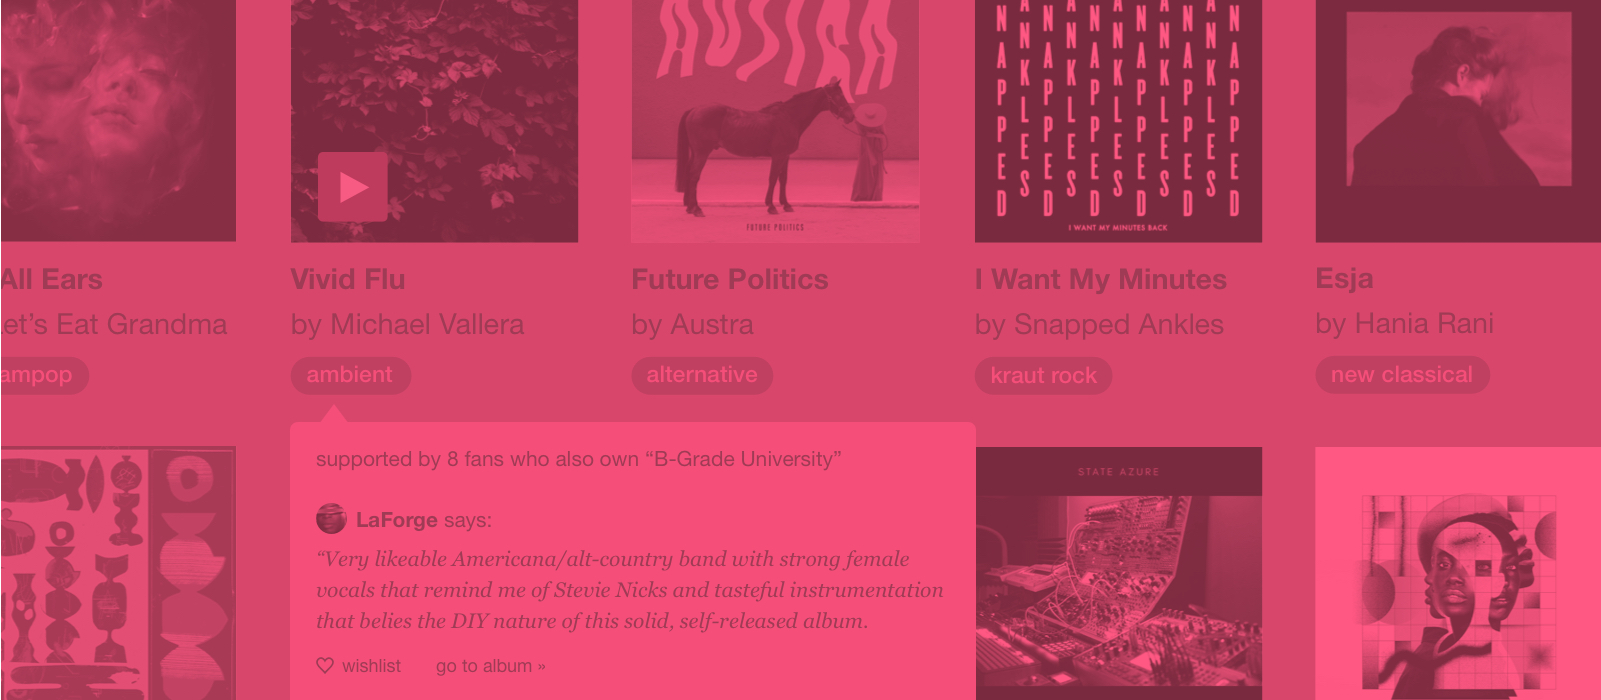 AUSTRA
FUTURE POLITICS
SNAPPED ANKLES
I WANT MY MINUTES BACK
All Ears
Vivid Flu
Future Politics
I Want My Minutes
Esja
et’s Eat Grandma
by Michael Vallera
by Austra
by Snapped Ankles
by Hania Rani
ampop
ambient
alternative
kraut rock
new classical
supported by 8 fans who also own “B-Grade University”
LaForge says:
“Very likeable Americana/alt-country band with strong female
vocals that remind me of Stevie Nicks and tasteful instrumentation
that belies the DIY nature of this solid, self-released album.
wishlist
go to album »
STATE AZURE